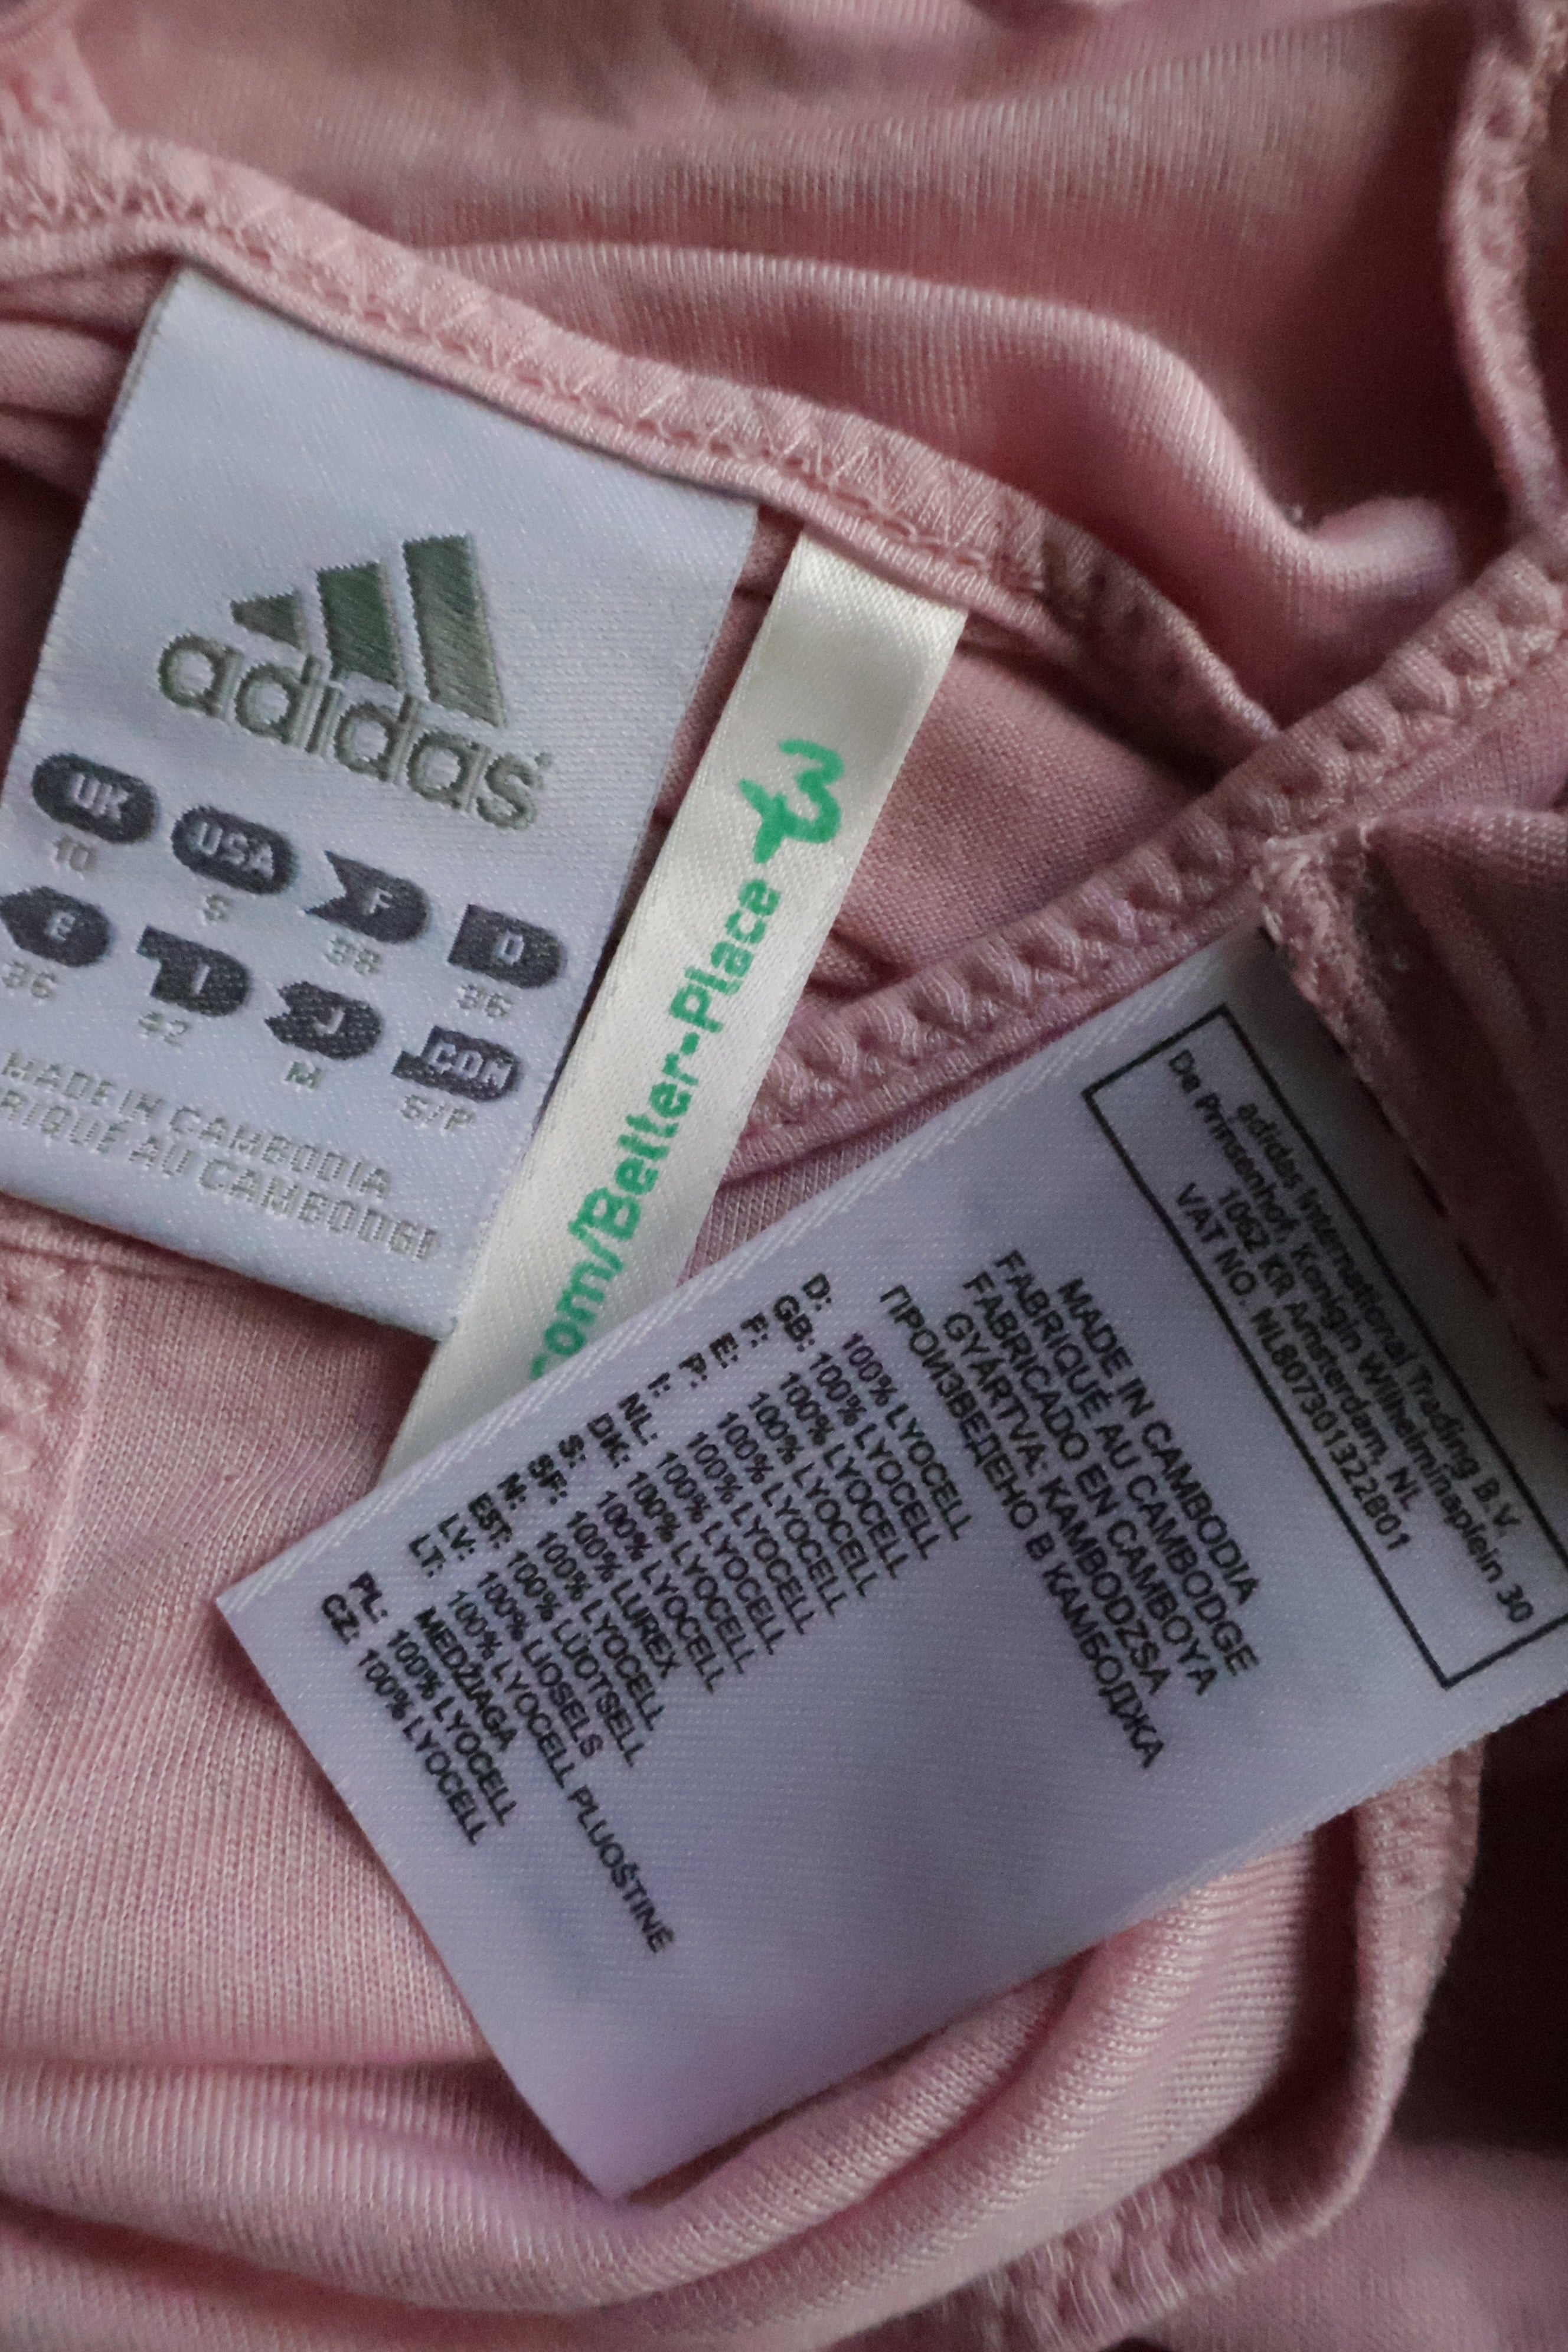 adidas
UK USA F D
10 S 38 36
E I J CDN
36 42 M S/P
MADE IN CAMBODIA
RIQUÉ AU CAMBODGE
com/Better-Place
adidas International Trading B.V.
De Prinsenhof, Konigin Wilhelminaplein 30
1062 KR Amsterdam, NL
VAT NO. NL807301322B01
MADE IN CAMBODIA
FABRIQUÉ AU CAMBODGE
FABRICADO EN CAMBOYA
GYÁRTVA: KAMBODZSA
ПРОИЗВЕДЕНО В КАМБОДЖА
D: 100% LYOCELL
GB: 100% LYOCELL
F: 100% LYOCELL
E: 100% LYOCELL
P: 100% LYOCELL
I: 100% LYOCELL
NL: 100% LYOCELL
DK: 100% LYOCELL
S: 100% LYOCELL
SF: 100% LUREX
N: 100% LYOCELL
EST: 100% LÜOTSELL
LV: 100% LIOSELS
LT: 100% LYOCELL PLUOŠTINĖ
MEDŽIAGA
PL: 100% LYOCELL
CZ: 100% LYOCELL